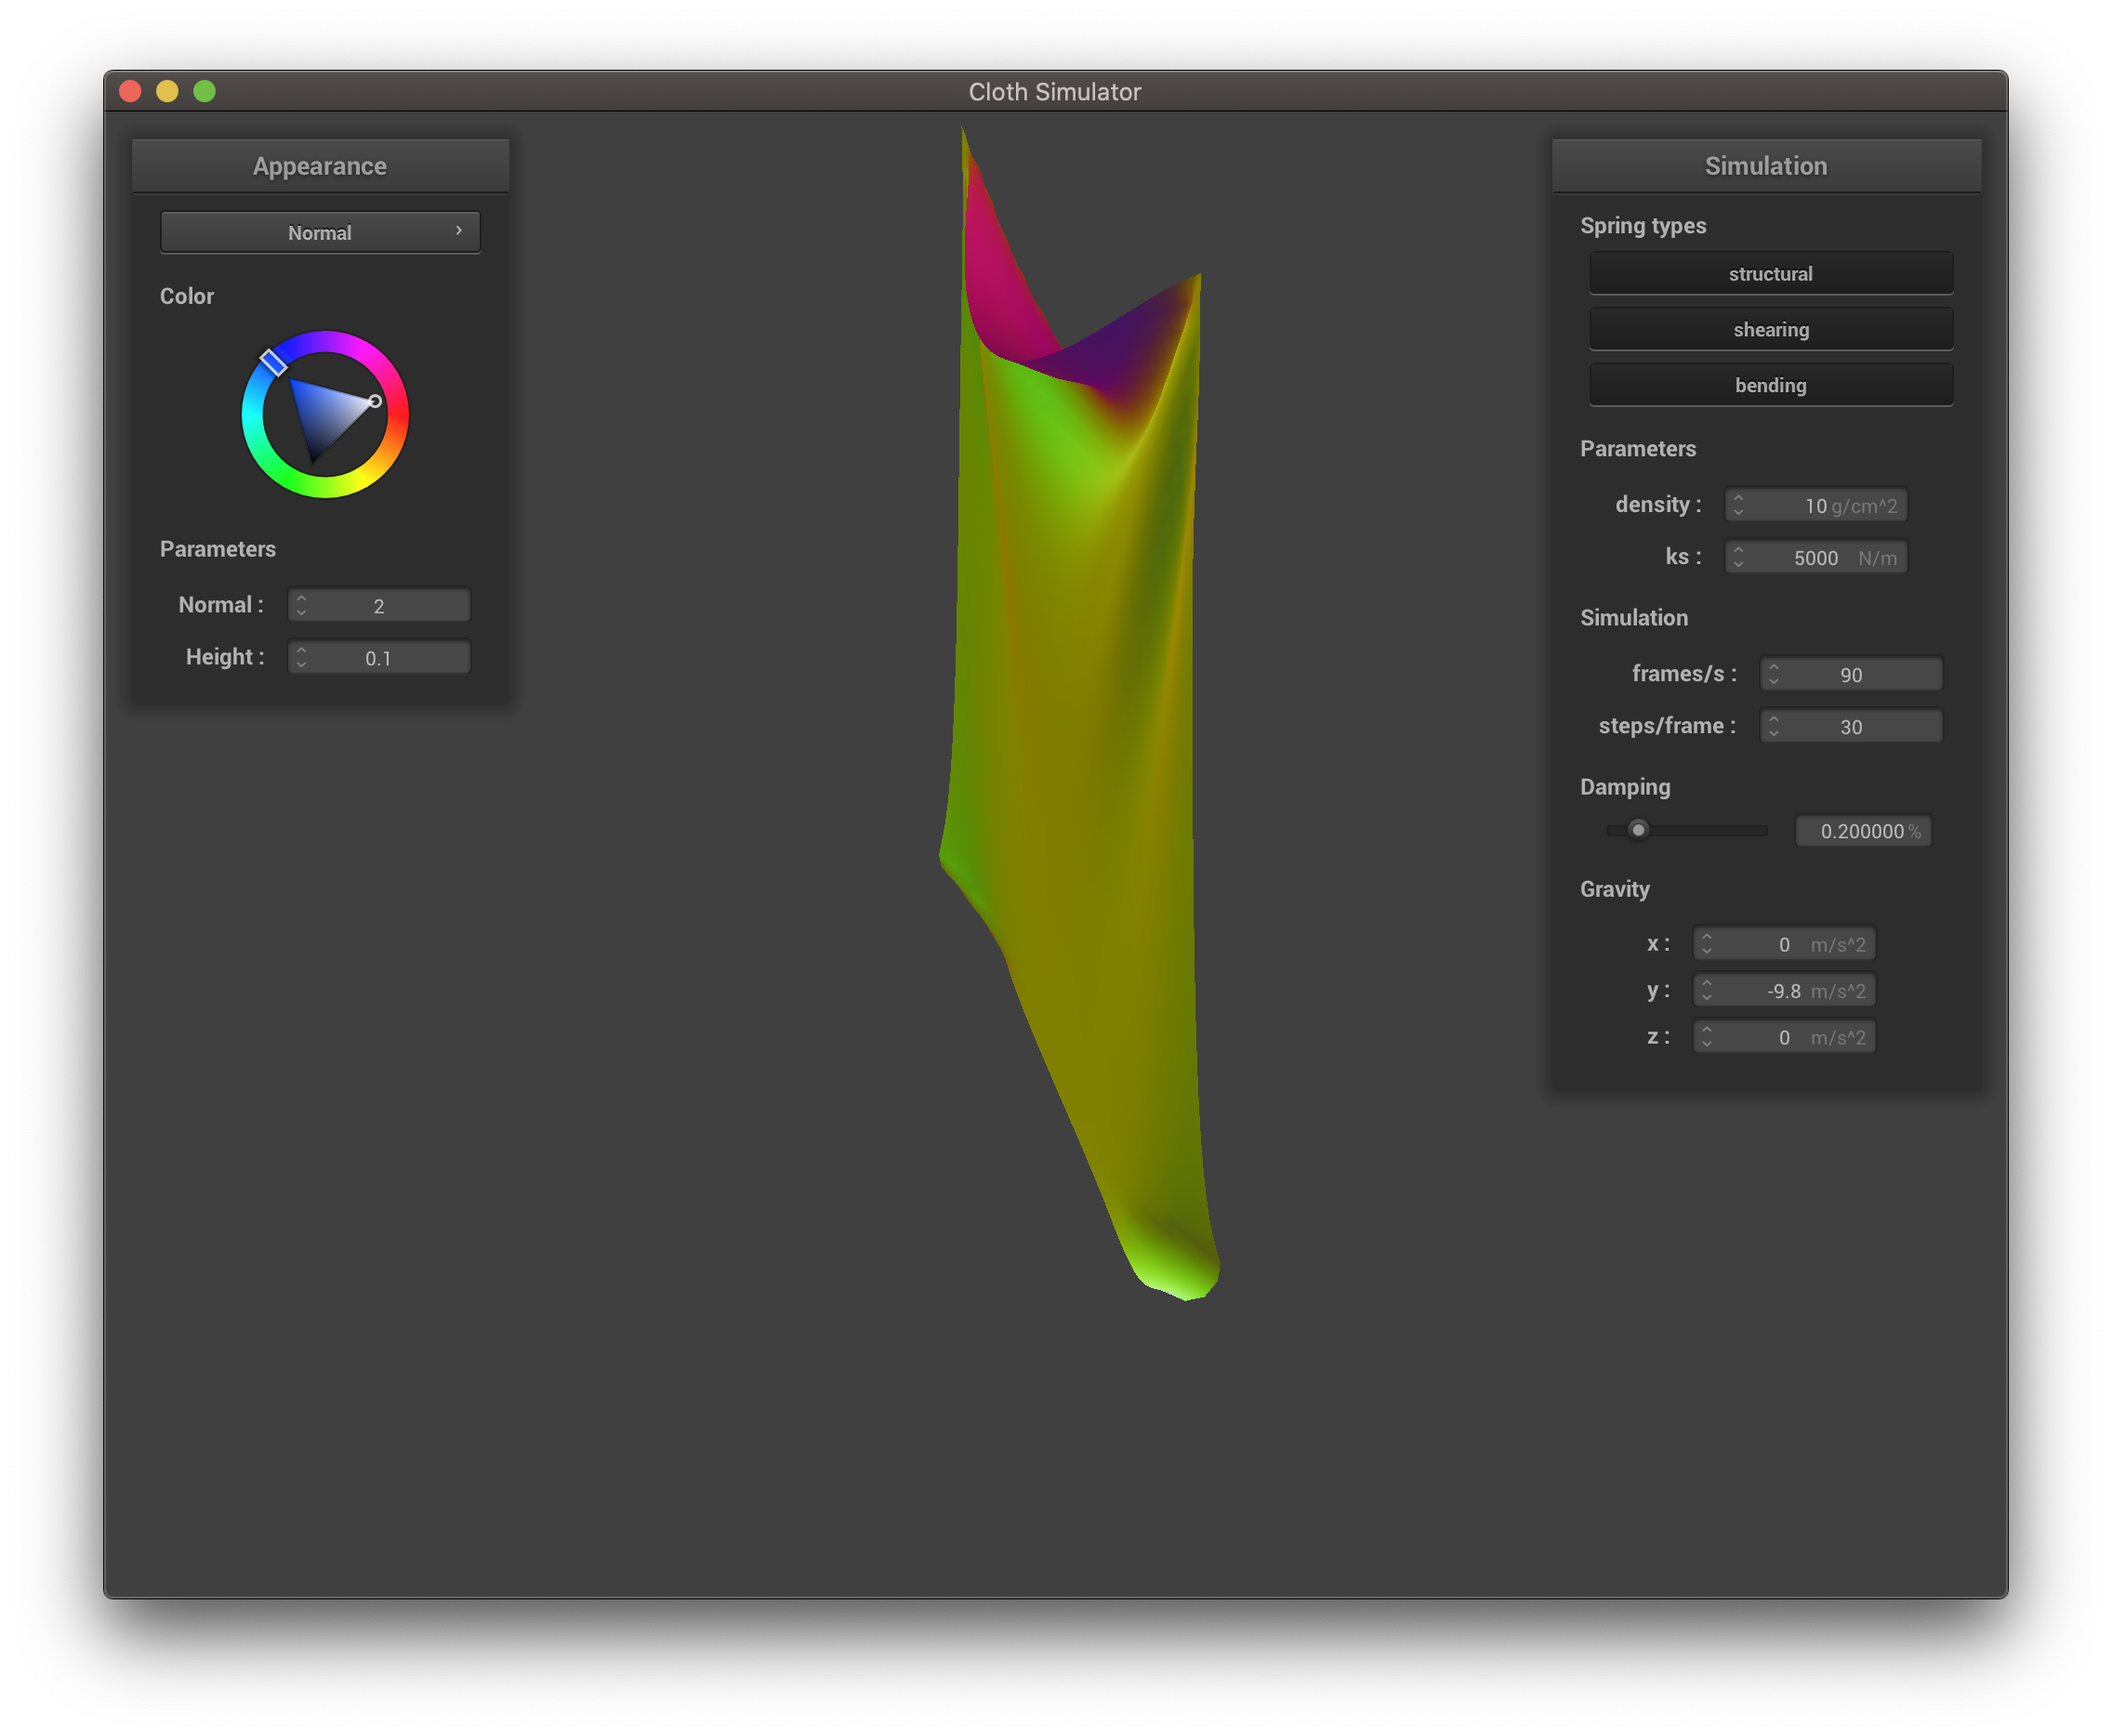 Cloth Simulator
Appearance
Normal
Color
Parameters
Normal : 2
Height : 0.1
Simulation
Spring types
structural
shearing
bending
Parameters
density : 10 g/cm^2
ks : 5000 N/m
Simulation
frames/s : 90
steps/frame : 30
Damping
0.200000 %
Gravity
x : 0 m/s^2
y : -9.8 m/s^2
z : 0 m/s^2